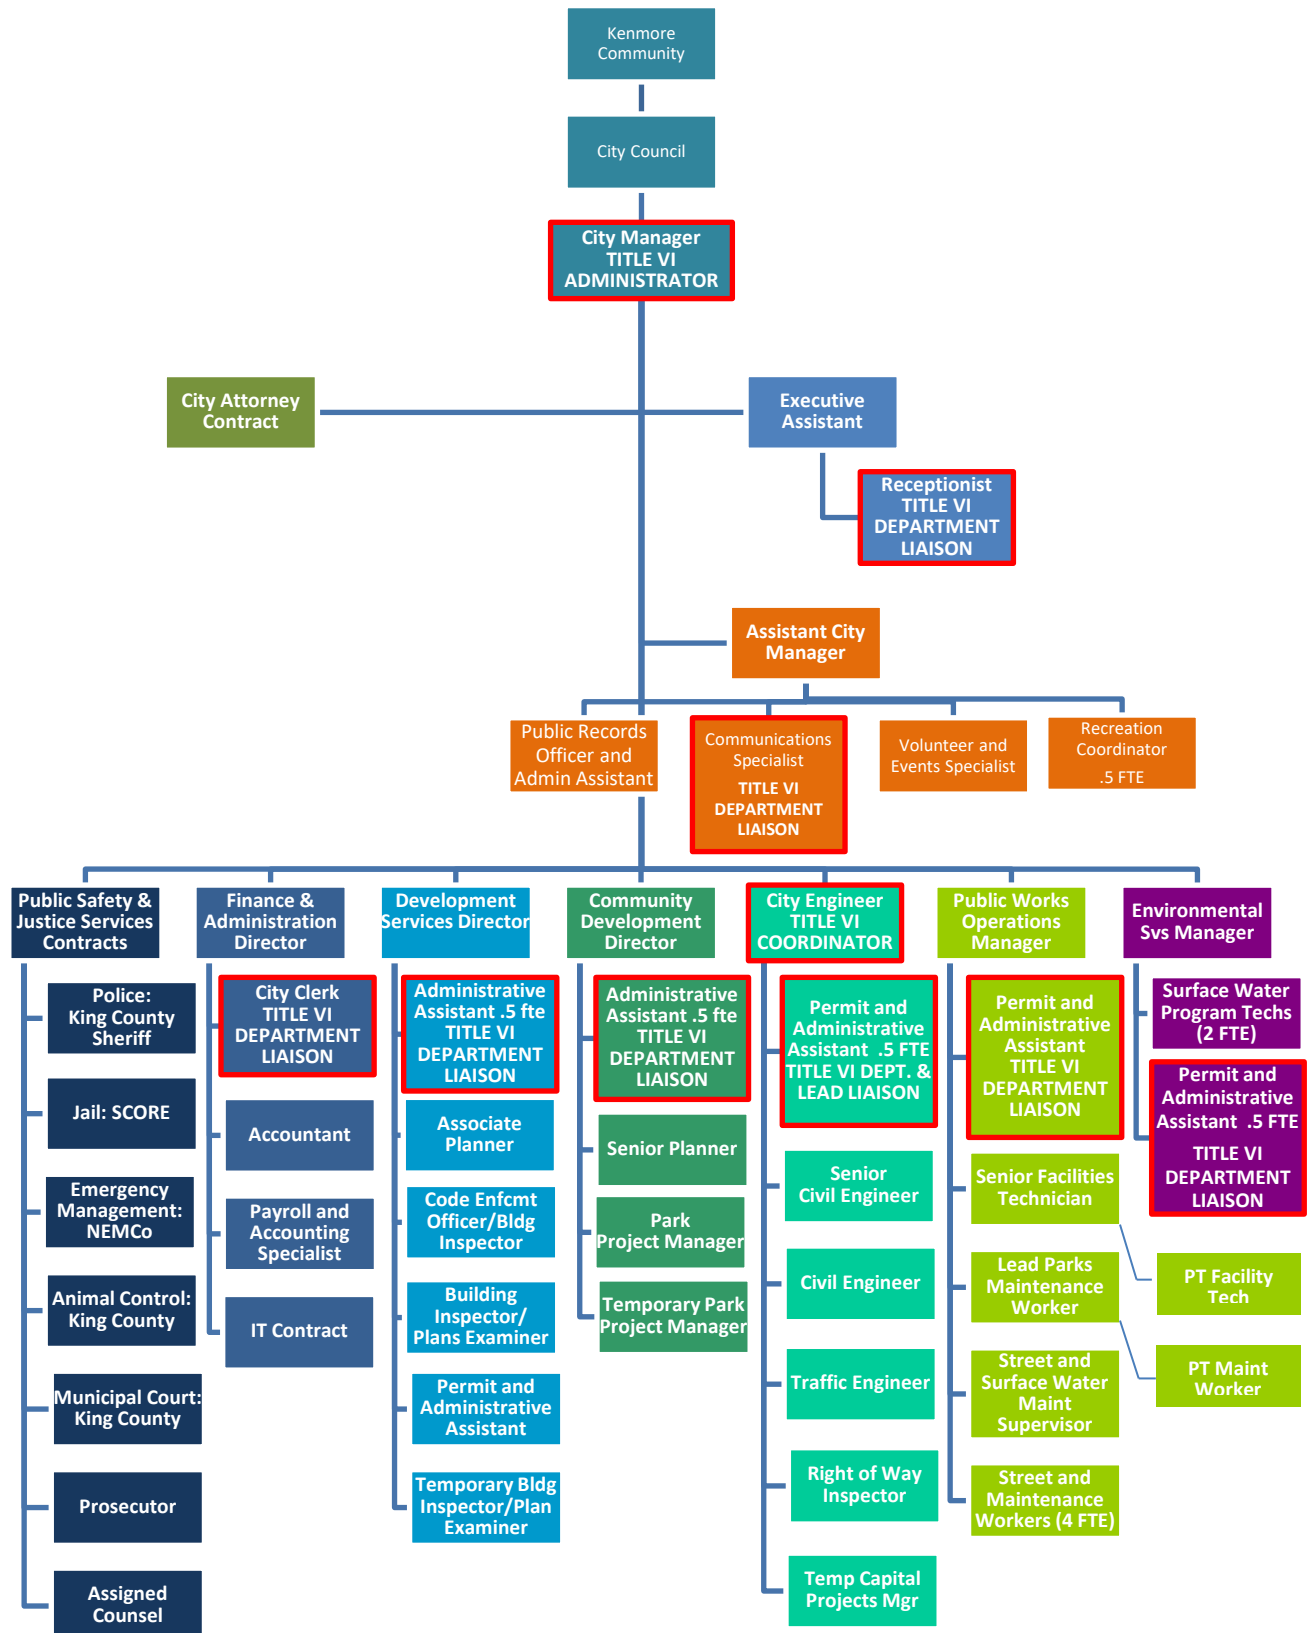 Kenmore
Community
City Council
City Manager
TITLE VI
ADMINISTRATOR
City Attorney
Contract
Executive
Assistant
Receptionist
TITLE VI
DEPARTMENT
LIAISON
Assistant City
Manager
Public Records
Officer and
Admin Assistant
Communications
Specialist
TITLE VI
DEPARTMENT
LIAISON
Volunteer and
Events Specialist
Recreation
Coordinator
.5 FTE
Public Safety &
Justice Services
Contracts
Police:
King County
Sheriff
Jail: SCORE
Emergency
Management:
NEMCo
Animal Control:
King County
Municipal Court:
King County
Prosecutor
Assigned
Counsel
Finance &
Administration
Director
City Clerk
TITLE VI
DEPARTMENT
LIAISON
Accountant
Payroll and
Accounting
Specialist
IT Contract
Development
Services Director
Administrative
Assistant .5 fte
TITLE VI
DEPARTMENT
LIAISON
Associate
Planner
Code Enfcmt
Officer/Bldg
Inspector
Building
Inspector/
Plans Examiner
Permit and
Administrative
Assistant
Temporary Bldg
Inspector/Plan
Examiner
Community
Development
Director
Administrative
Assistant .5 fte
TITLE VI
DEPARTMENT
LIAISON
Senior Planner
Park
Project Manager
Temporary Park
Project Manager
City Engineer
TITLE VI
COORDINATOR
Permit and
Administrative
Assistant .5 FTE
TITLE VI DEPT. &
LEAD LIAISON
Senior
Civil Engineer
Civil Engineer
Traffic Engineer
Right of Way
Inspector
Temp Capital
Projects Mgr
Public Works
Operations
Manager
Permit and
Administrative
Assistant
TITLE VI
DEPARTMENT
LIAISON
Senior Facilities
Technician
Lead Parks
Maintenance
Worker
Street and
Surface Water
Maint
Supervisor
Street and
Maintenance
Workers (4 FTE)
Environmental
Svs Manager
Surface Water
Program Techs
(2 FTE)
Permit and
Administrative
Assistant .5 FTE
TITLE VI
DEPARTMENT
LIAISON
PT Facility
Tech
PT Maint
Worker